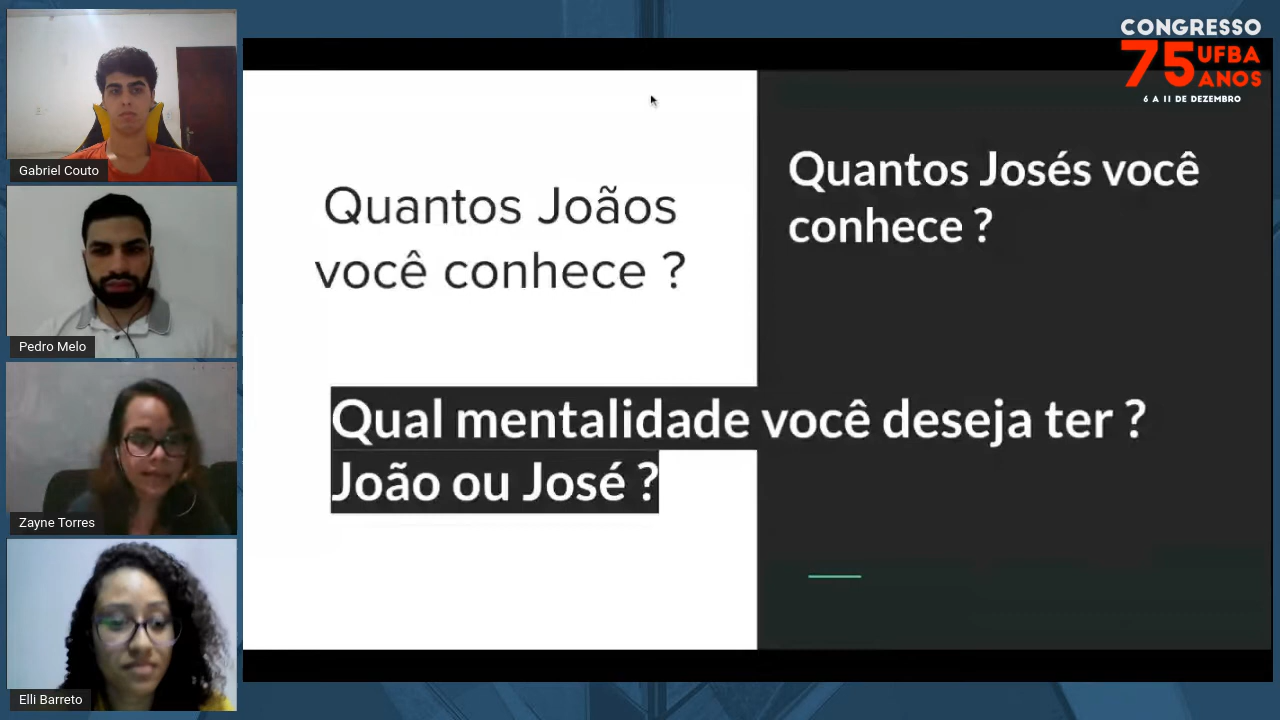 Gabriel Couto
Pedro Melo
Zayne Torres
Elli Barreto
CONGRESSO
75 UFBA
ANOS
6 A 11 DE DEZEMBRO
Quantos Joãos
você conhece ?
Quantos Josés você
conhece ?
Qual mentalidade você deseja ter ?
João ou José ?